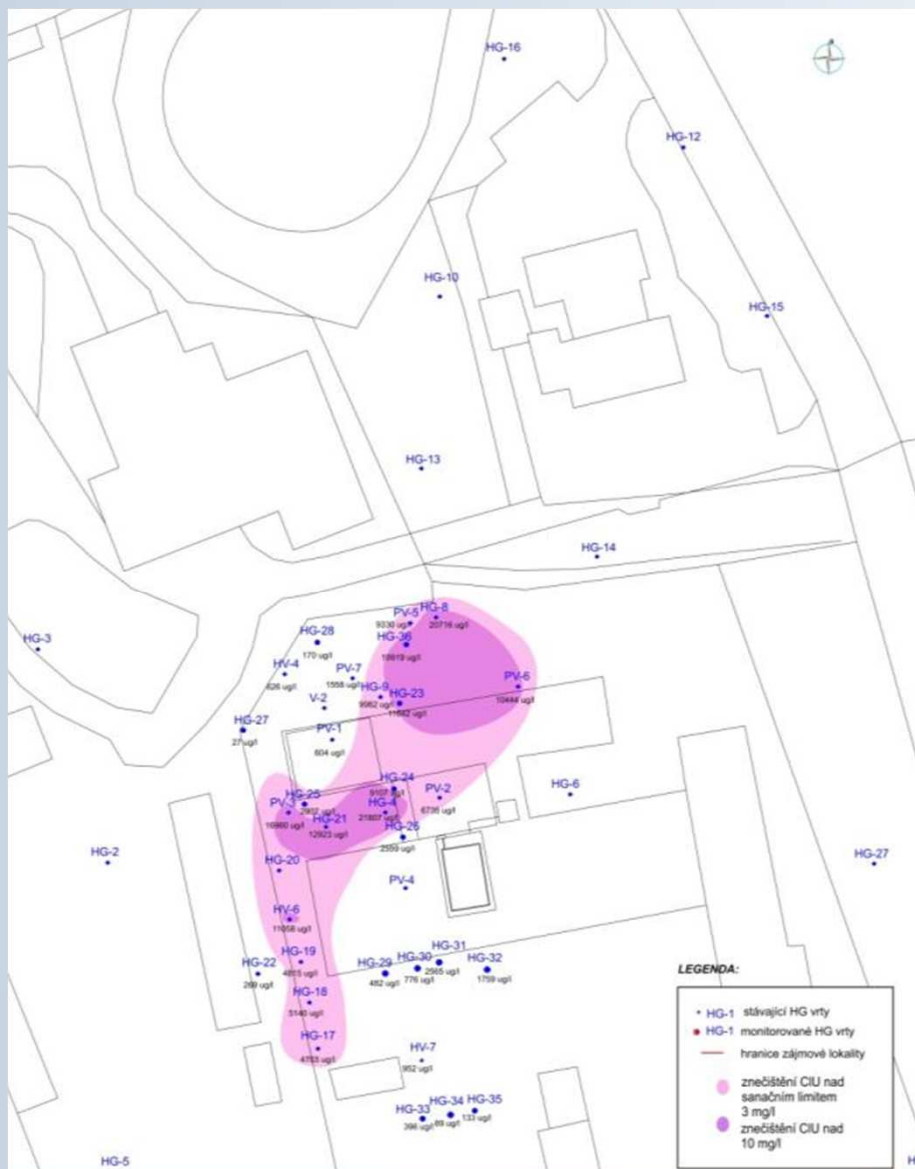 HG-16
HG-12
HG-10
HG-15
HG-13
HG-14
HG-3
HG-28
170 ug/l
PV-5
9330 ug/l
HG-8
20716 ug/l
HG-36
HV-4
626 ug/l
PV-7
1558 ug/l
HG-9
9962 ug/l
HG-23
PV-6
10444 ug/l
V-2
HG-27
27 ug/l
PV-1
604 ug/l
HG-24
9107 ug/l
HG-25
2902 ug/l
PV-3
16960 ug/l
HG-21
12923 ug/l
HG-4
21807 ug/l
PV-2
6735 ug/l
HG-26
2559 ug/l
HG-6
HG-2
HG-20
PV-4
HG-27
HV-6
11058 ug/l
HG-19
4815 ug/l
HG-22
269 ug/l
HG-18
5140 ug/l
HG-29
482 ug/l
HG-30
776 ug/l
HG-31
2565 ug/l
HG-32
1759 ug/l
HG-17
4753 ug/l
HV-7
952 ug/l
HG-33
396 ug/l
HG-34
89 ug/l
HG-35
133 ug/l
HG-5
LEGENDA:
HG-1 stávající HG vrty
HG-1 monitorované HG vrty
hranice zájmové lokality
znečištění ClU nad
sanačním limitem
3 mg/l
znečištění ClU nad
10 mg/l